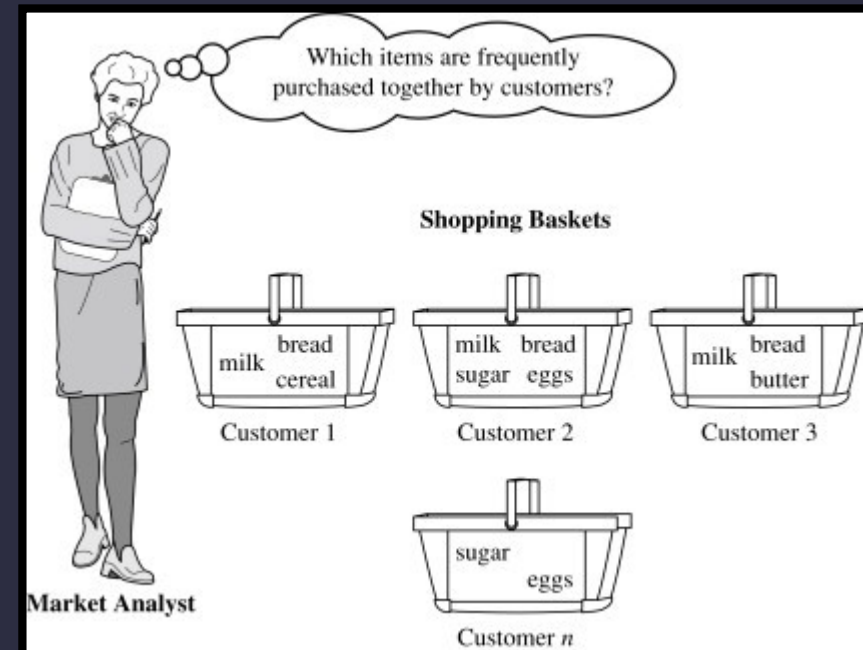 Which items are frequently
purchased together by customers?
Shopping Baskets
milk bread
cereal
Customer 1
milk bread
sugar eggs
Customer 2
milk bread
butter
Customer 3
sugar
eggs
Customer n
Market Analyst